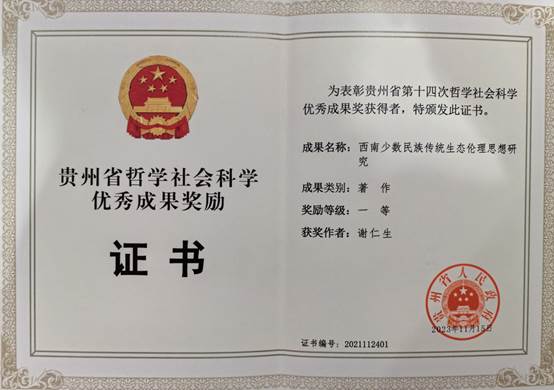 贵州省哲学社会科学
优秀成果奖励
证书
为表彰贵州省第十四次哲学社会科学
优秀成果奖获得者，特颁发此证书。
成果名称：西南少数民族传统生态伦理思想研
究
成果类别：著 作
奖励等级：一 等
获奖作者：谢仁生
贵州省人民政府
2023年11月15日
证书编号：2021112401